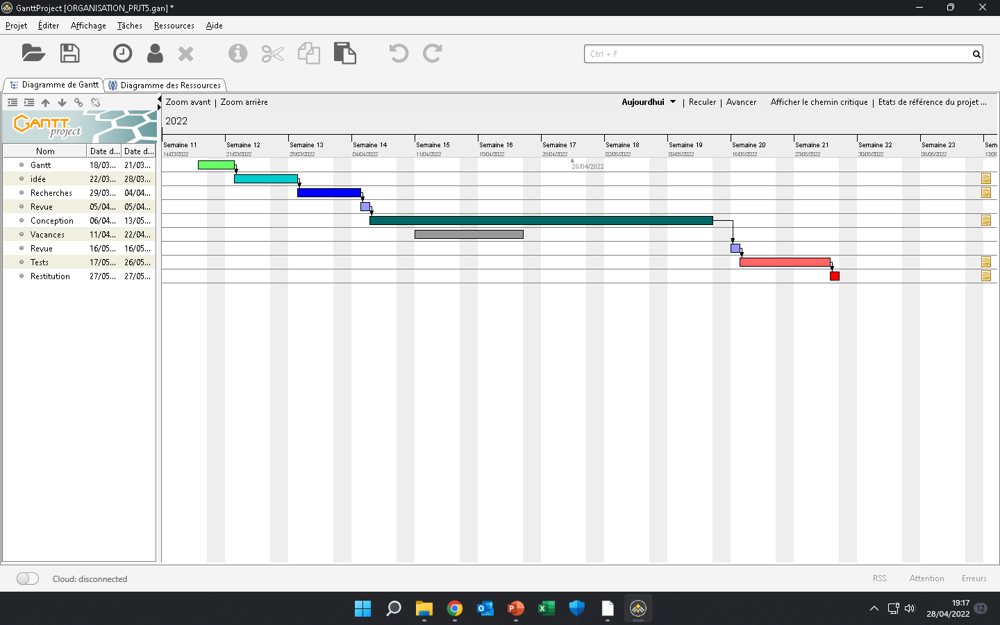 GanttProject [ORGANISATION_PRJT5.gan] *
Projet Éditer Affichage Tâches Ressources Aide
Ctrl + F
Diagramme de Gantt Diagramme des Ressources
Zoom avant | Zoom arrière Aujourdhui | Reculer | Avancer Afficher le chemin critique | Etats de référence du projet ...
GANTT project
2022
Nom Date d... Date d...
Semaine 11 Semaine 12 Semaine 13 Semaine 14 Semaine 15 Semaine 16 Semaine 17 Semaine 18 Semaine 19 Semaine 20 Semaine 21 Semaine 22 Semaine 23 Sem
14/03/2022 21/03/2022 28/03/2022 04/04/2022 11/04/2022 18/04/2022 25/04/2022 02/05/2022 09/05/2022 16/05/2022 23/05/2022 30/05/2022 06/06/2022 13/06
28/04/2022
Gantt 18/03... 21/03...
idée 22/03... 28/03...
Recherches 29/03... 04/04...
Revue 05/04... 05/04...
Conception 06/04... 13/05...
Vacances 11/04... 22/04...
Revue 16/05... 16/05...
Tests 17/05... 26/05...
Restitution 27/05... 27/05...
Cloud: disconnected RSS Attention Erreurs
19:17
28/04/2022 12